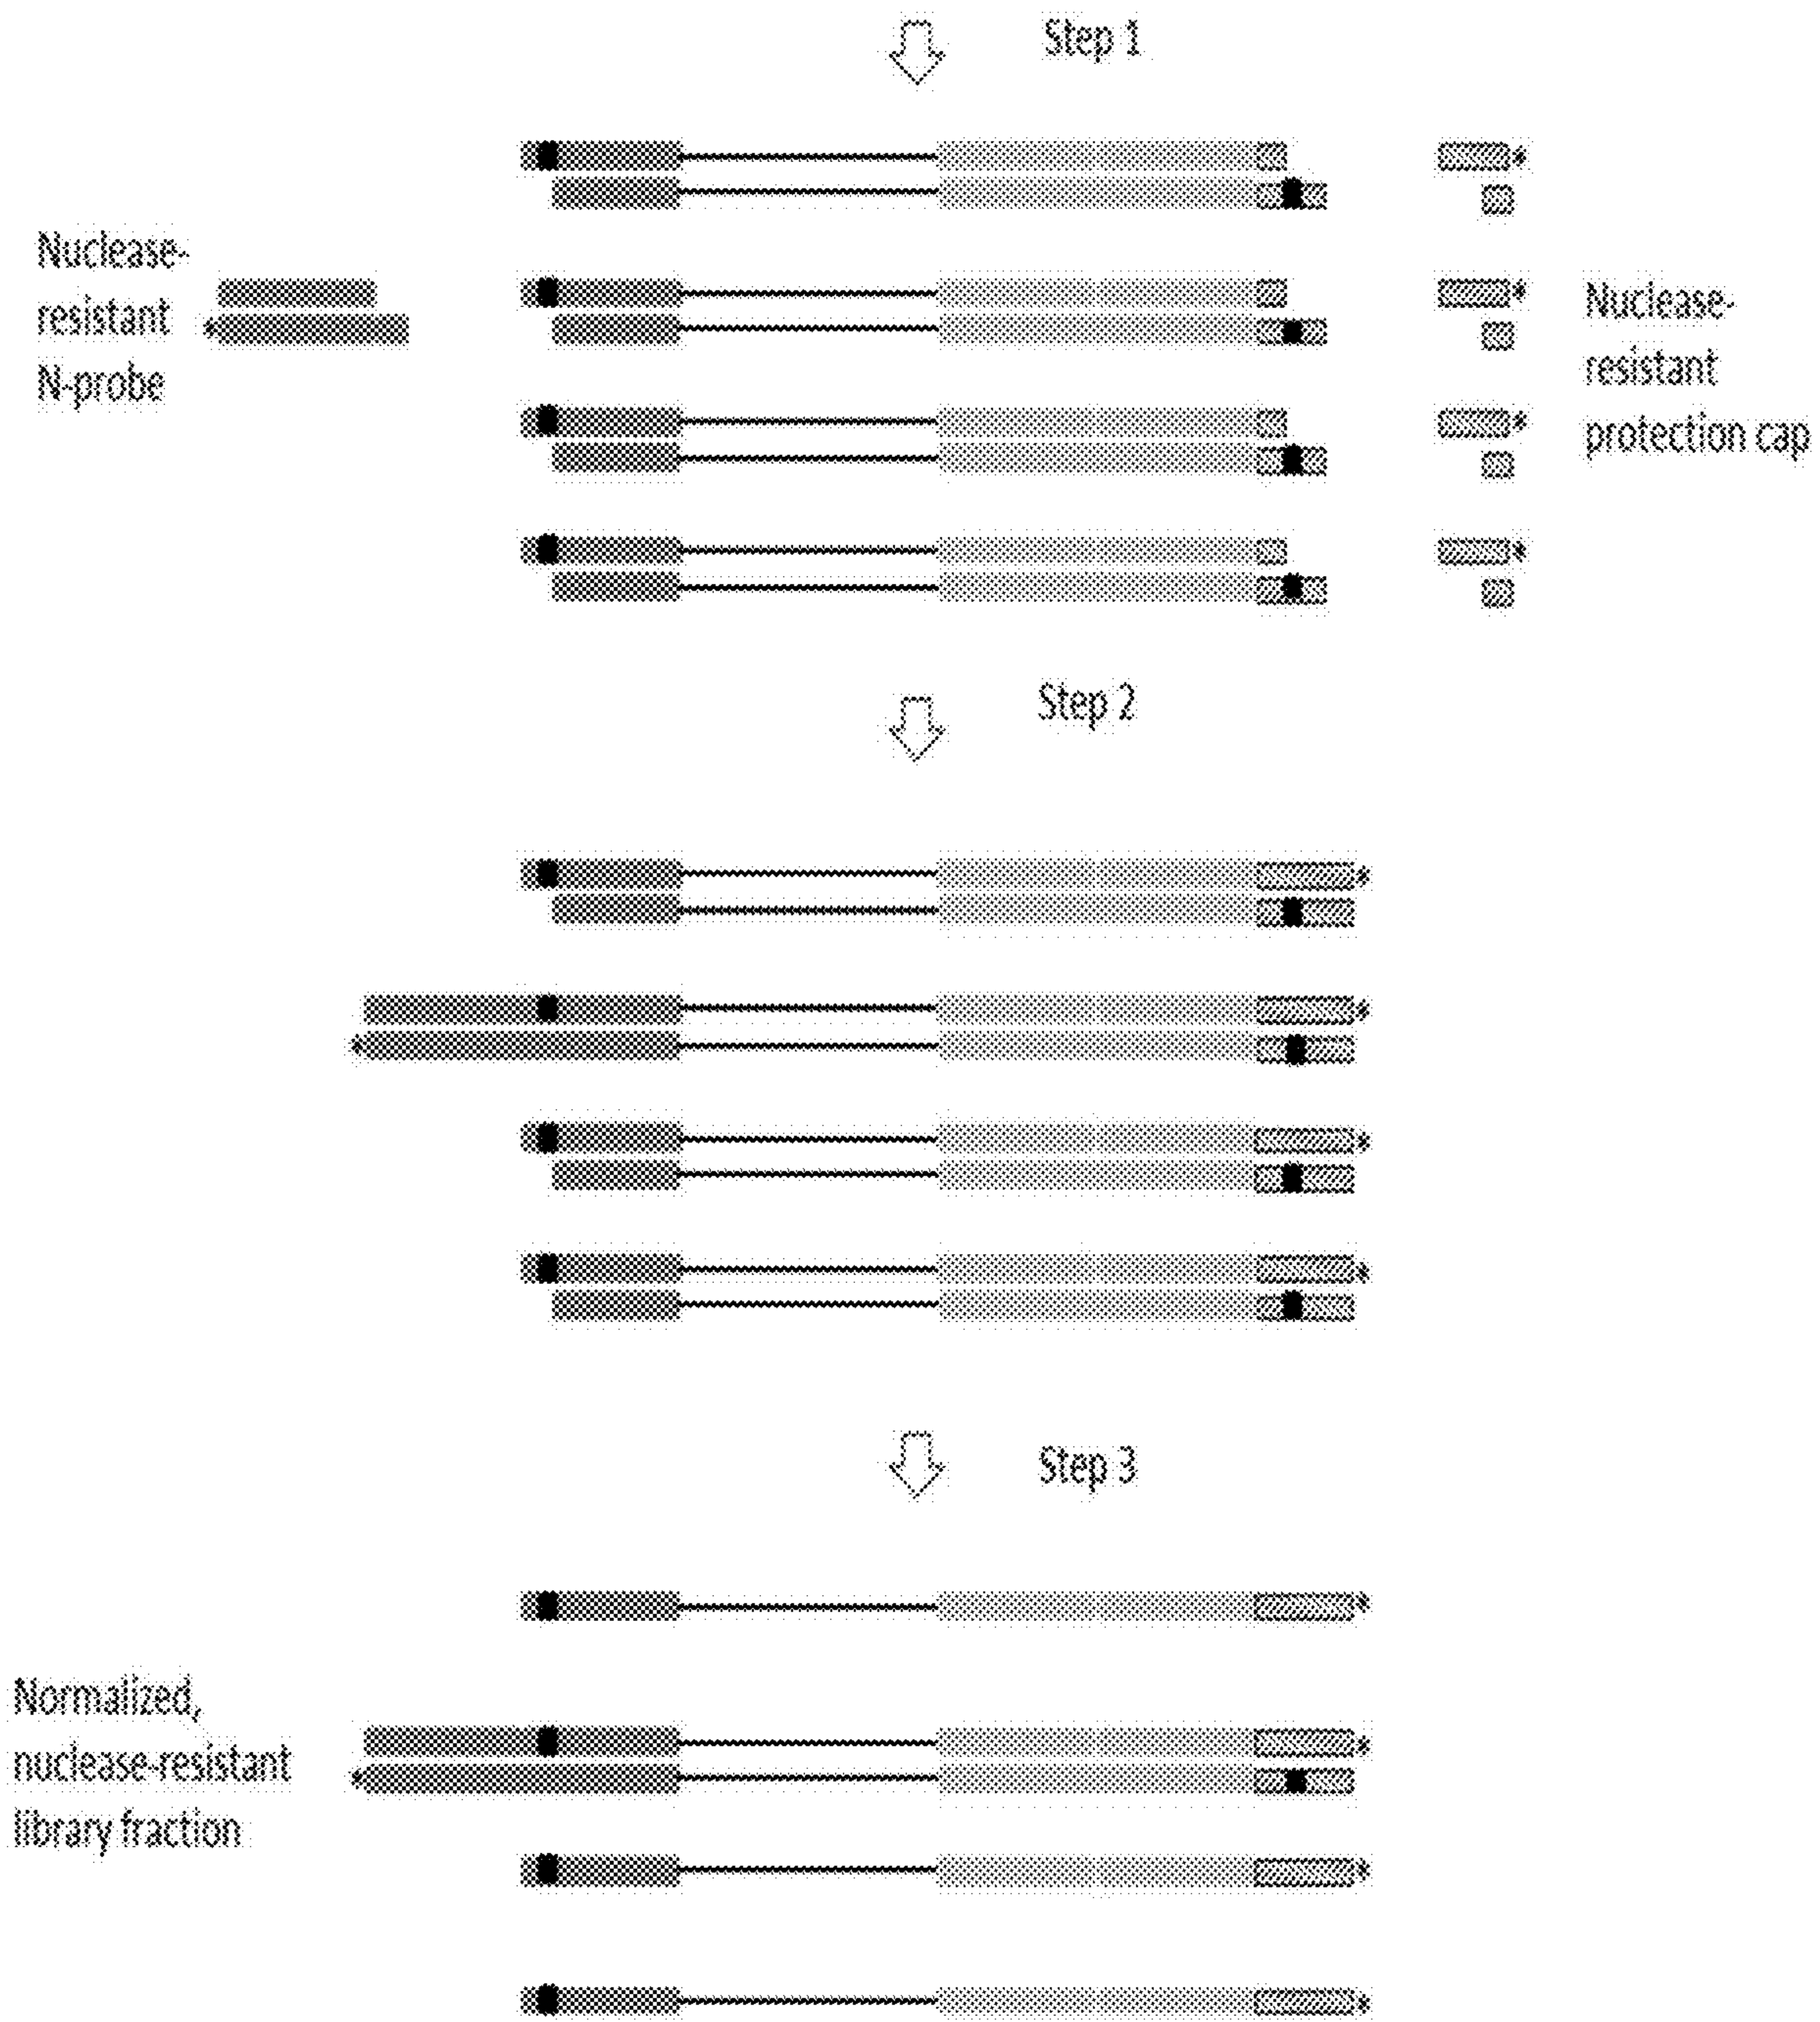 Step 1
Nuclease-
resistant
N-probe
Nuclease-
resistant
protection cap
Step 2
Step 3
Normalized,
nuclease-resistant
library fraction